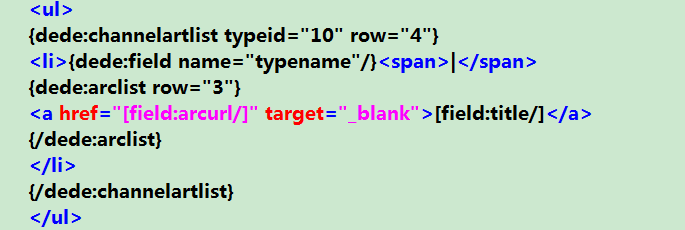 <ul>
{dede:channelartlist typeid="10" row="4"}
<li>{dede:field name="typename"/}<span>|</span>
{dede:arclist row="3"}
<a href="[field:arcurl/]" target="_blank">[field:title/]</a>
{/dede:arclist}
</li>
{/dede:channelartlist}
</ul>